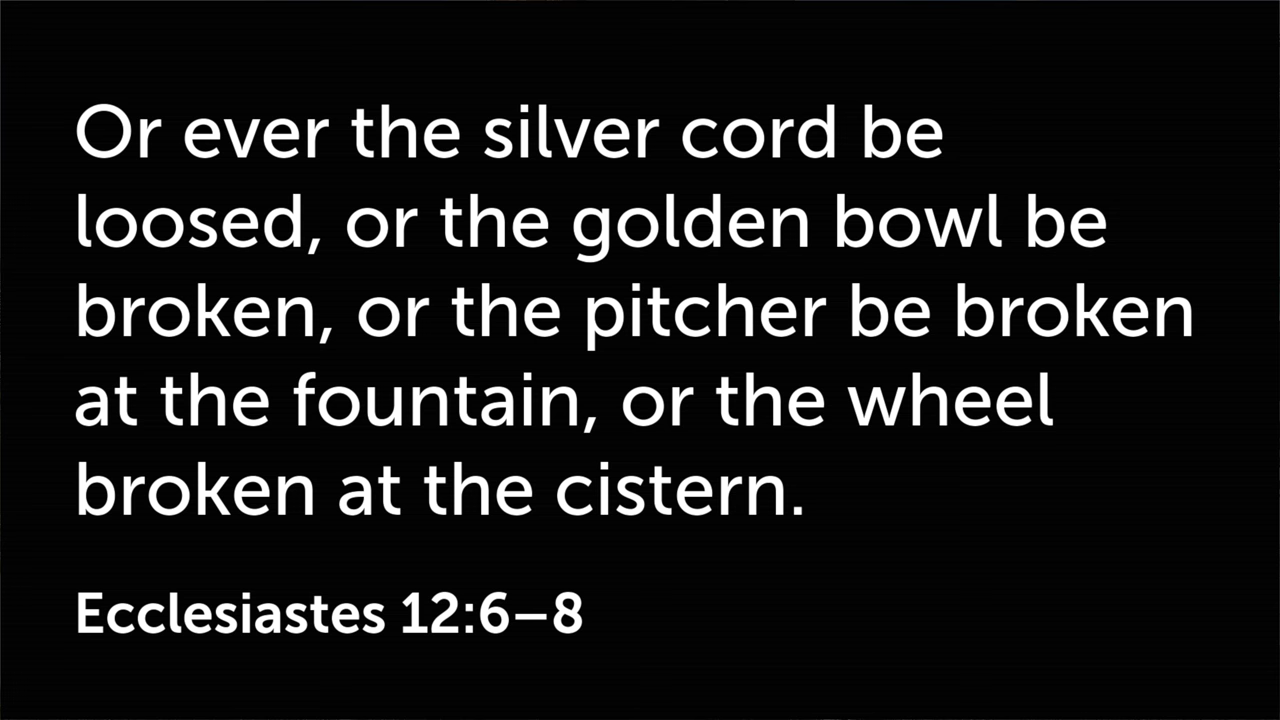 Or ever the silver cord be
loosed, or the golden bowl be
broken, or the pitcher be broken
at the fountain, or the wheel
broken at the cistern.
Ecclesiastes 12:6–8